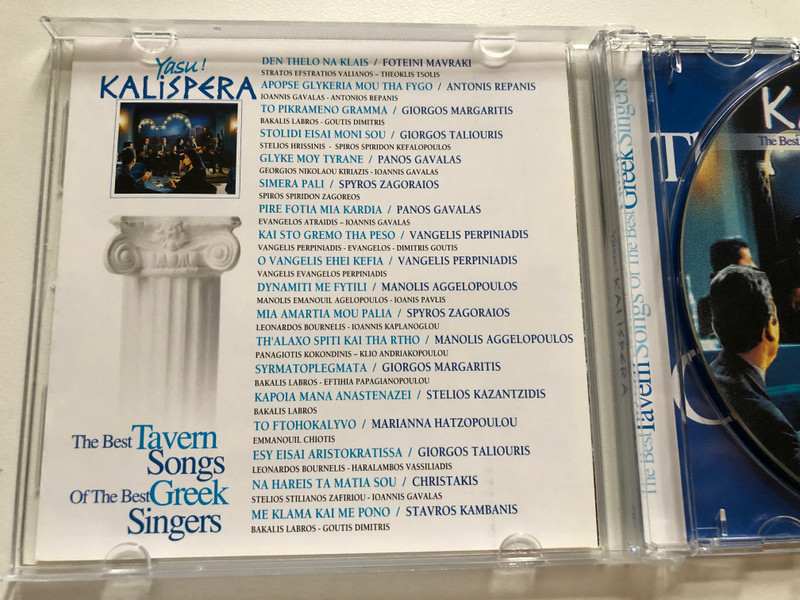 Yasu!
KALiSPERA
DEN THELO NA KLAIS / FOTEINI MAVRAKI
STRATOS EFSTRATIOS VALIANOS – THEOKLIS TSOLIS
APOPSE GLYKERIA MOU THA FYGO / ANTONIS REPANIS
IOANNIS GAVALAS - ANTONIOS REPANIS
TO PIKRAMENO GRAMMA / GIORGOS MARGARITIS
BAKALIS LABROS - GOUTIS DIMITRIS
STOLIDI EISAI MONI SOU / GIORGOS TALIOURIS
STELIOS HRISSINIS - SPIROS SPIRIDON KEFALOPULOS
GLYKE MOY TYRANE / PANOS GAVALAS
GEORGIOS NIKOLAOU KIRIAZIS - IOANNIS GAVALAS
SIMERA PALI / SPYROS ZAGORAIOS
SPIROS SPIRIDON ZAGOREOS
PIRE FOTIA MIA KARDIA / PANOS GAVALAS
EVANGELOS ATRAIDIS – IOANNIS GAVALAS
KAI STO GREMO THA PESO / VANGELIS PERPINIADIS
VANGELIS PERPINIADIS - EVANGELOS - DIMITRIS GOUTIS
O VANGELIS EHEI KEFIA / VANGELIS PERPINIADIS
VANGELIS EVANGELOS PERPINIADIS
DYNAMITI ME FYTILI / MANOLIS AGGELOPOULOS
MANOLIS EMANOUIL AGELOPOULOS - IOANIS PAVLIS
MIA AMARTIA MOU PALIA / SPYROS ZAGORAIOS
LEONARDOS BOURNELIS - IOANNIS KAPLANOGLOU
TH'ALAXO SPITI KAI THA RTHO / MANOLIS AGGELOPOULOS
PANAGIOTIS KOKONDINIS – KLIO ANDRIAKOPOULOU
SYRMATOPLEGMATA / GIORGOS MARGARITIS
BAKALIS LABROS - EFTIHIA PAPAGIANOPOULOU
KAPOIA MANA ANASTENAZEI / STELIOS KAZANTZIDIS
BAKALIS LABROS
TO FTOHOKALYVO / MARIANNA HATZOPOULOU
EMMANOUIL CHIOTIS
ESY EISAI ARISTOKRATISSA / GIORGOS TALIOURIS
LEONARDOS BOURNELIS - HARALAMBOS VASSILIADIS
NA HAREIS TA MATIA SOU / CHRISTAKIS
STELIOS STILIANOS ZAFIRIOU - IOANNIS GAVALAS
ME KLAMA KAI ME PONO / STAVROS KAMBANIS
BAKALIS LABROS - GOUTIS DIMITRIS
The Best Tavern
Songs
Of The Best Greek
Singers
The Best Tavern Songs Of The Best Greek Singers
Yasu! KALiSPERA
The Best